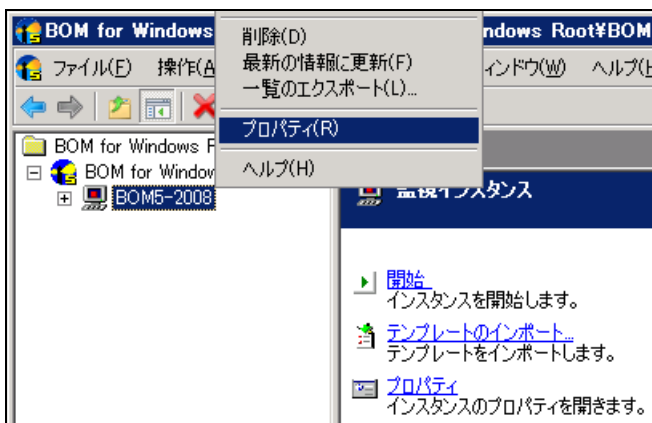 BOM for Windows
ndows Root¥BOM
ファイル(F) 操作(A
ィンドウ(W) ヘルプ(H
削除(D)
最新の情報に更新(F)
一覧のエクスポート(L)...
プロパティ(R)
ヘルプ(H)
BOM for Windows R
BOM for Window
BOM5-2008
監視インスタンス
開始
インスタンスを開始します。
テンプレートのインポート...
テンプレートをインポートします。
プロパティ
インスタンスのプロパティを開きます。